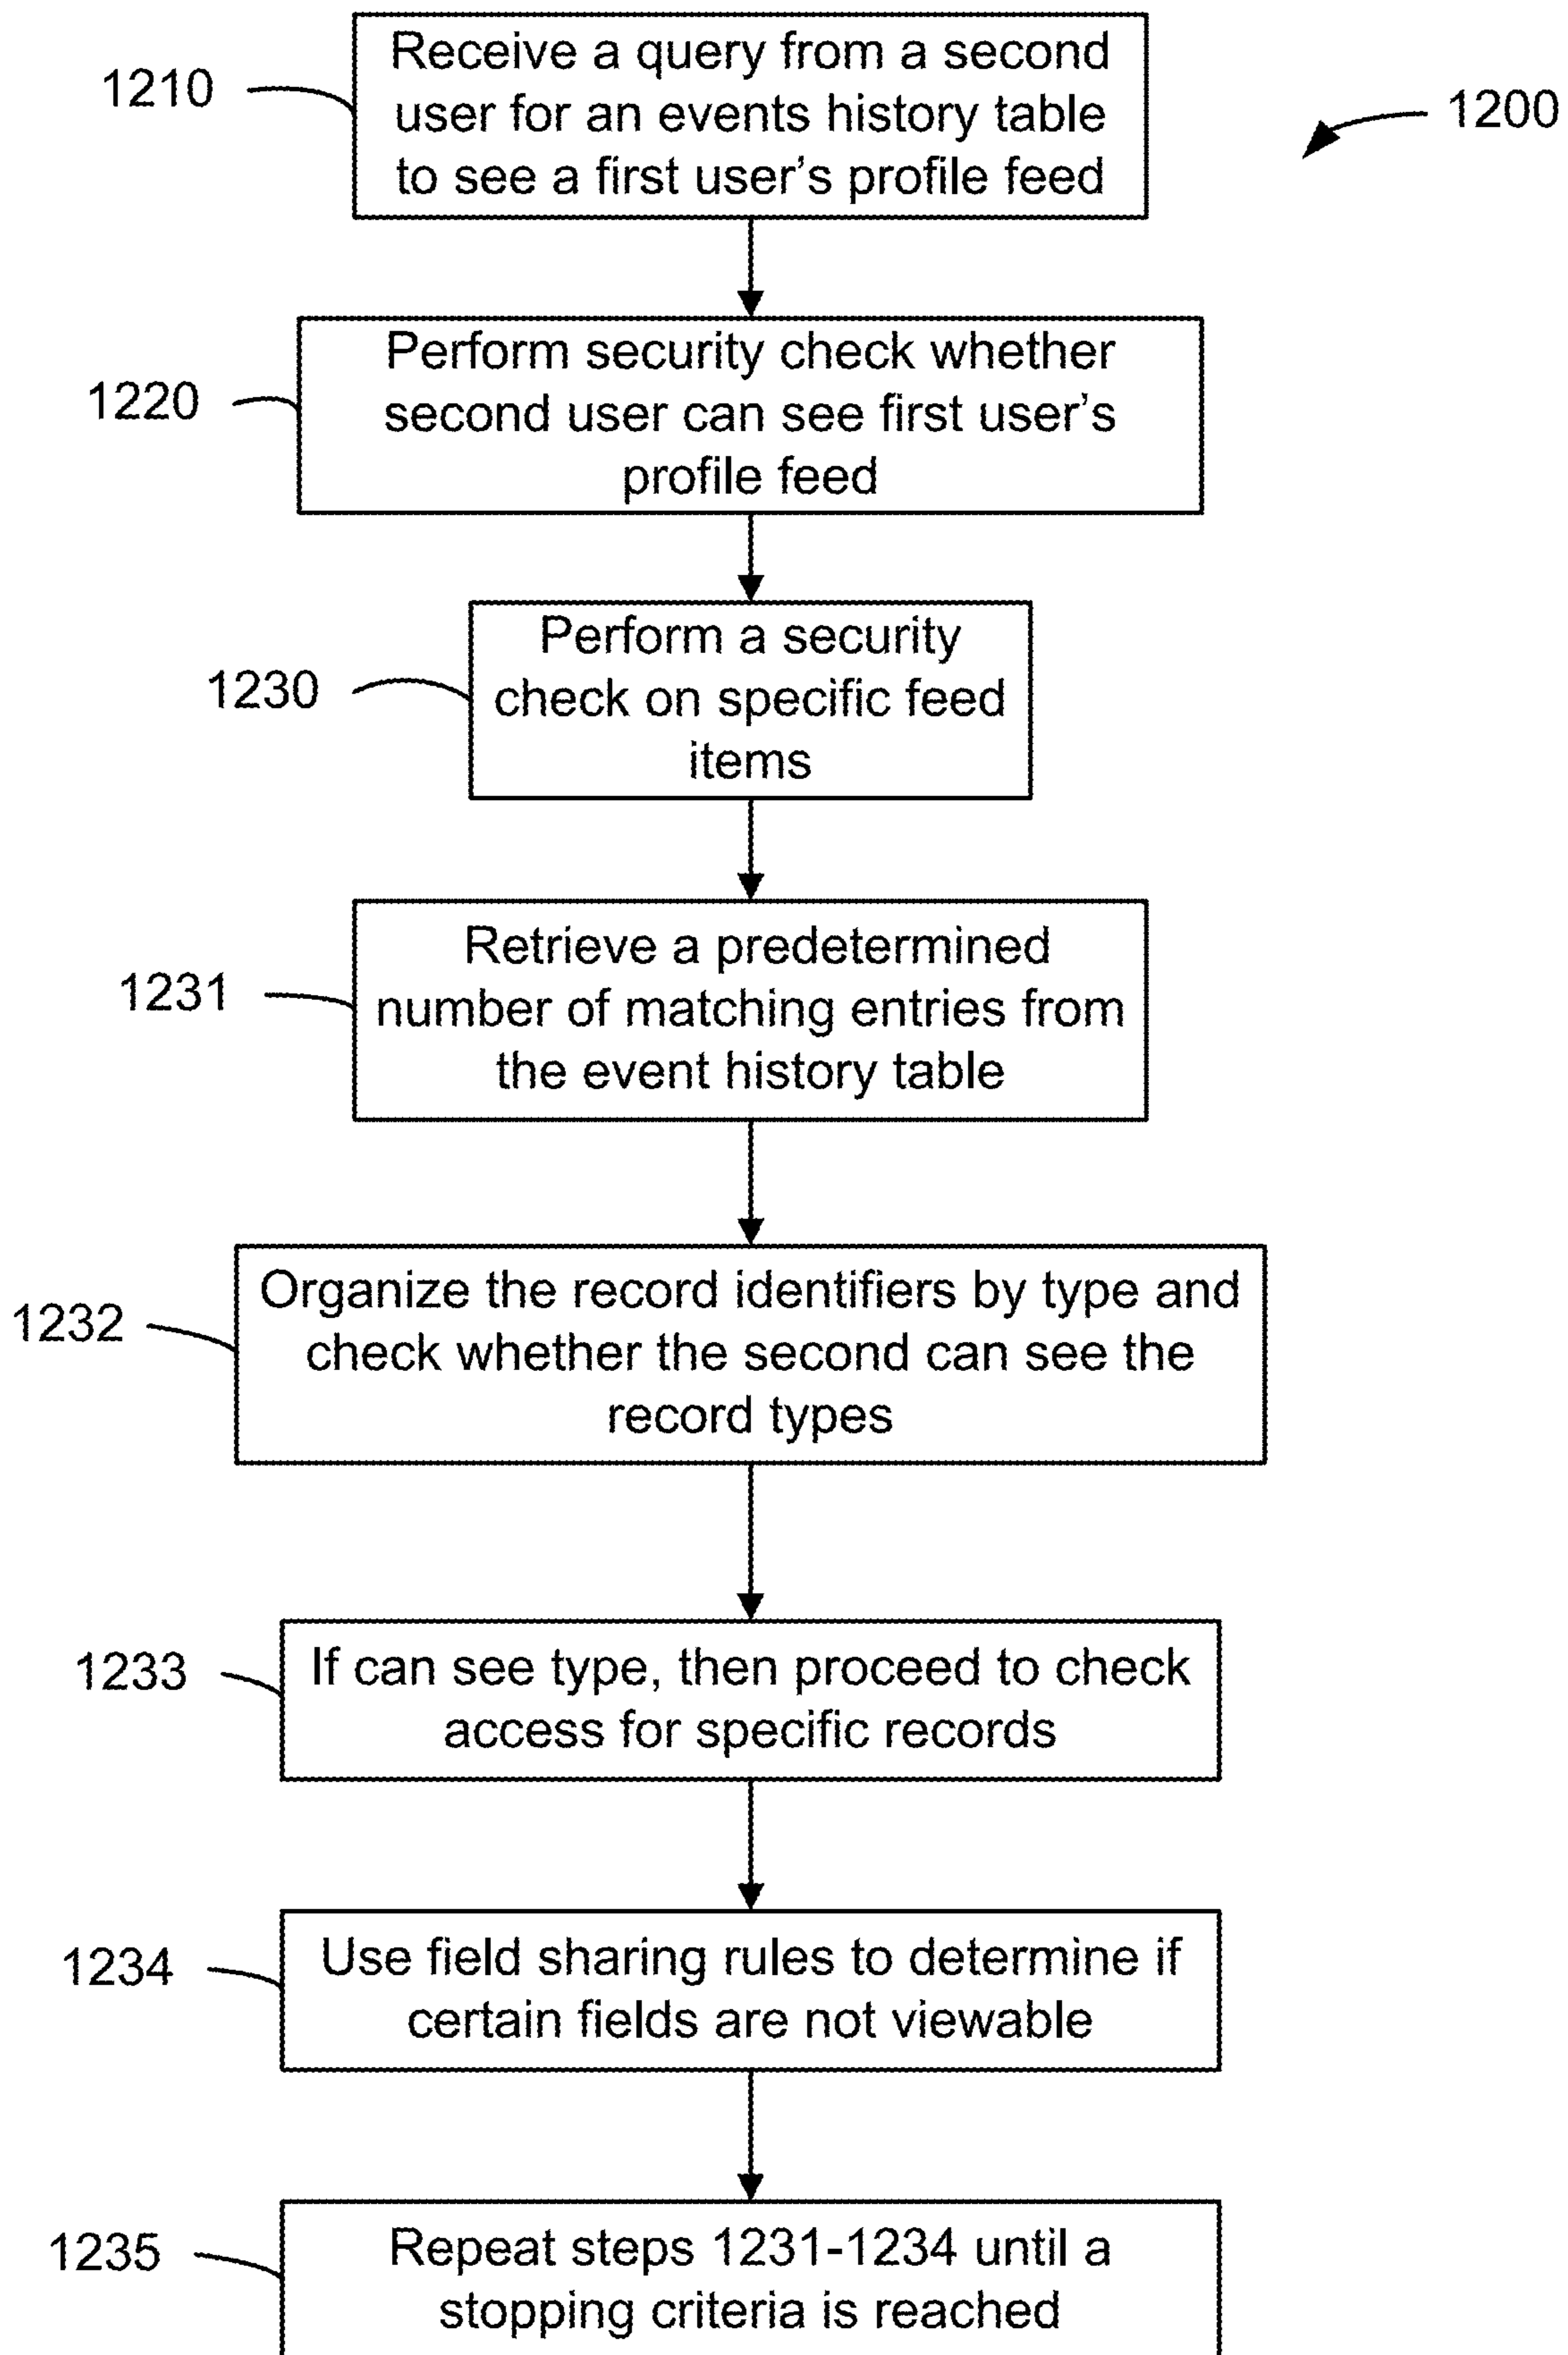 1200
1210
Receive a query from a second
user for an events history table
to see a first user's profile feed
1220
Perform security check whether
second user can see first user's
profile feed
1230
Perform a security
check on specific feed
items
1231
Retrieve a predetermined
number of matching entries from
the event history table
1232
Organize the record identifiers by type and
check whether the second can see the
record types
1233
If can see type, then proceed to check
access for specific records
1234
Use field sharing rules to determine if
certain fields are not viewable
1235
Repeat steps 1231-1234 until a
stopping criteria is reached